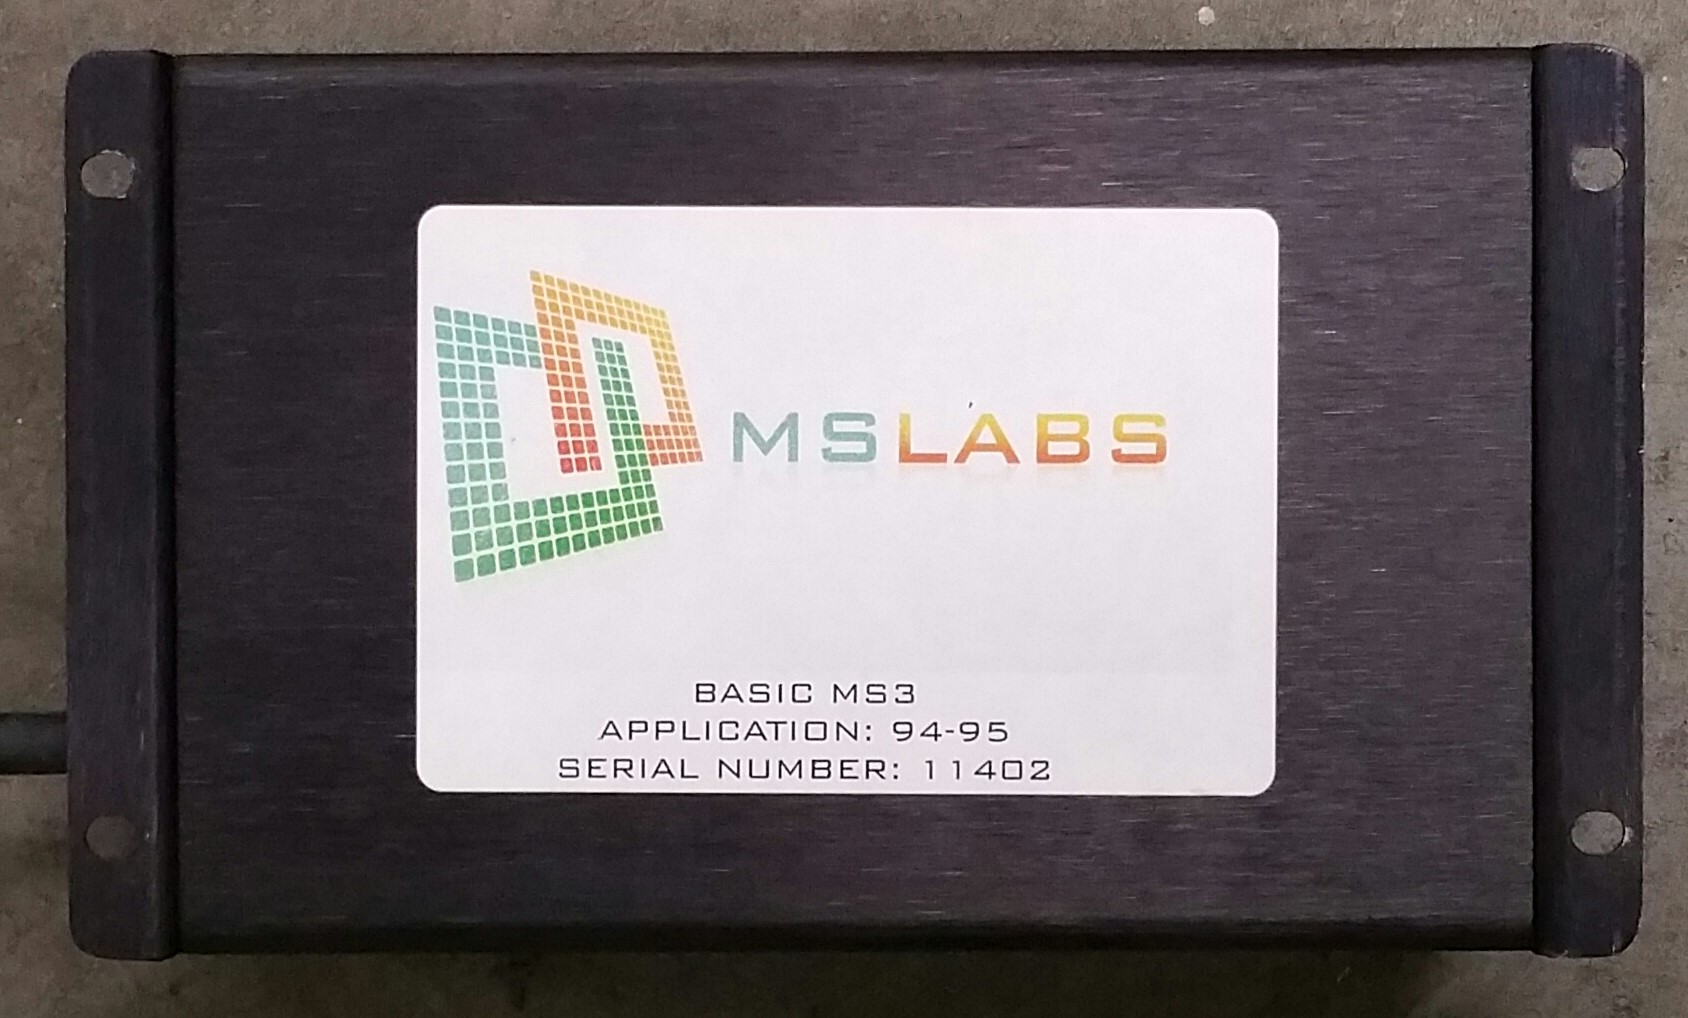 MSLABS
BASIC MS3
APPLICATION: 94-95
SERIAL NUMBER: 11402